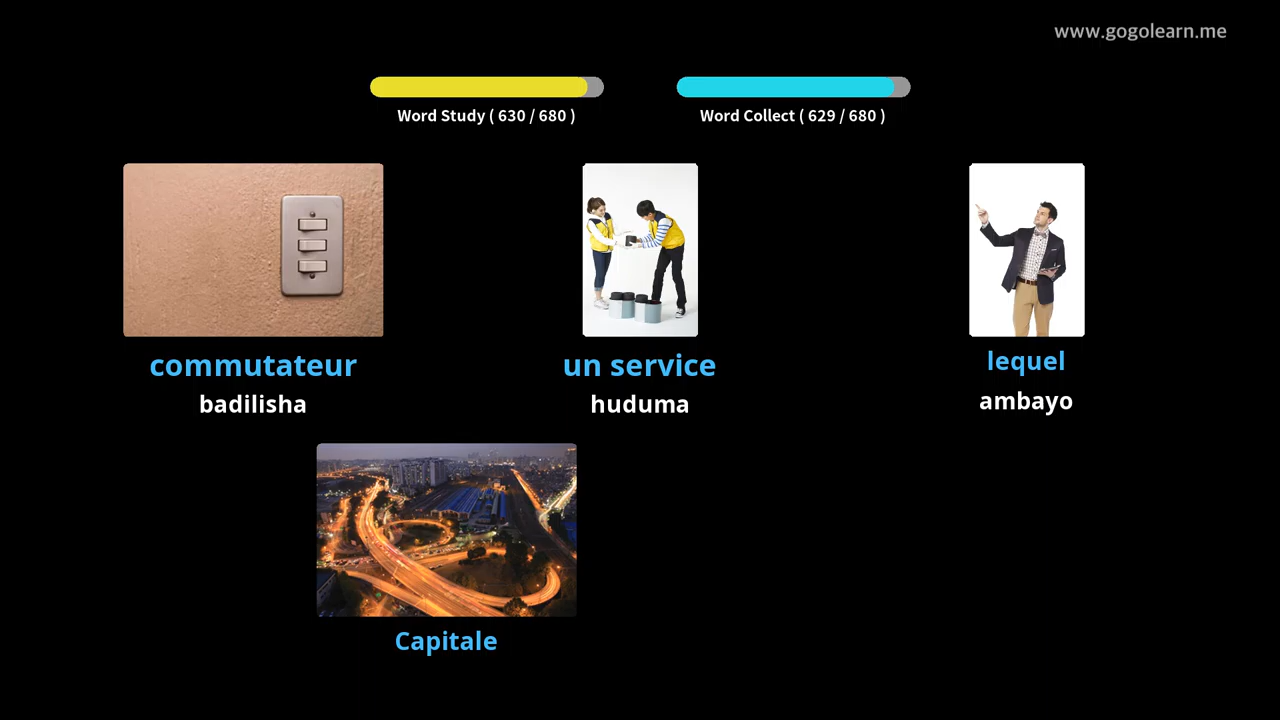 www.gogolearn.me
Word Study ( 630 / 680 )
Word Collect ( 629 / 680 )
commutateur
badilisha
un service
huduma
lequel
ambayo
Capitale